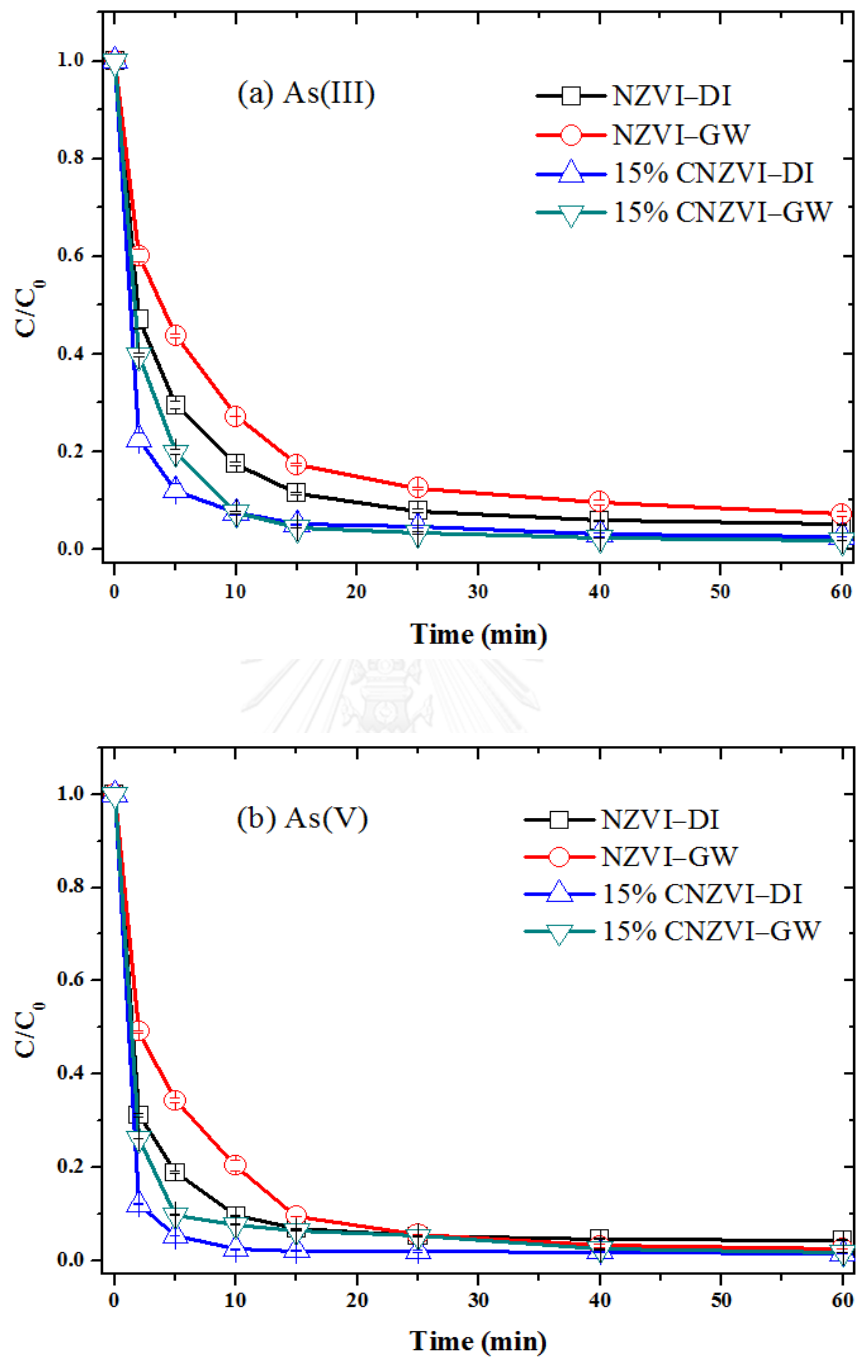 (a) As(III)
NZVI–DI
NZVI–GW
15% CNZVI–DI
15% CNZVI–GW
1.0
0.8
0.6
0.4
0.2
0.0
C/C₀
0 10 20 30 40 50 60
Time (min)
(b) As(V)
NZVI–DI
NZVI–GW
15% CNZVI–DI
15% CNZVI–GW
1.0
0.8
0.6
0.4
0.2
0.0
C/C₀
0 10 20 30 40 50 60
Time (min)